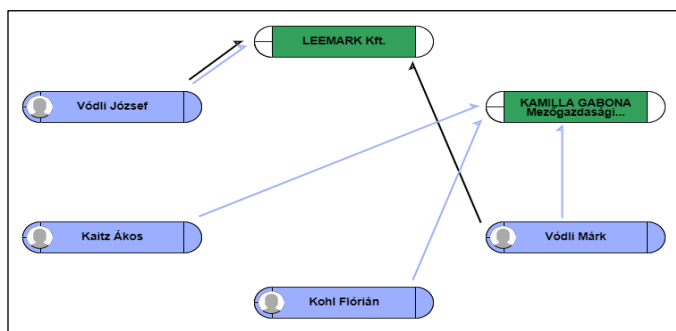 LEEMARK Kft.
Vódli József
KAMILLA GABONA
Mezőgazdasági...
Kaitz Ákos
Vódli Márk
Kohl Flórián